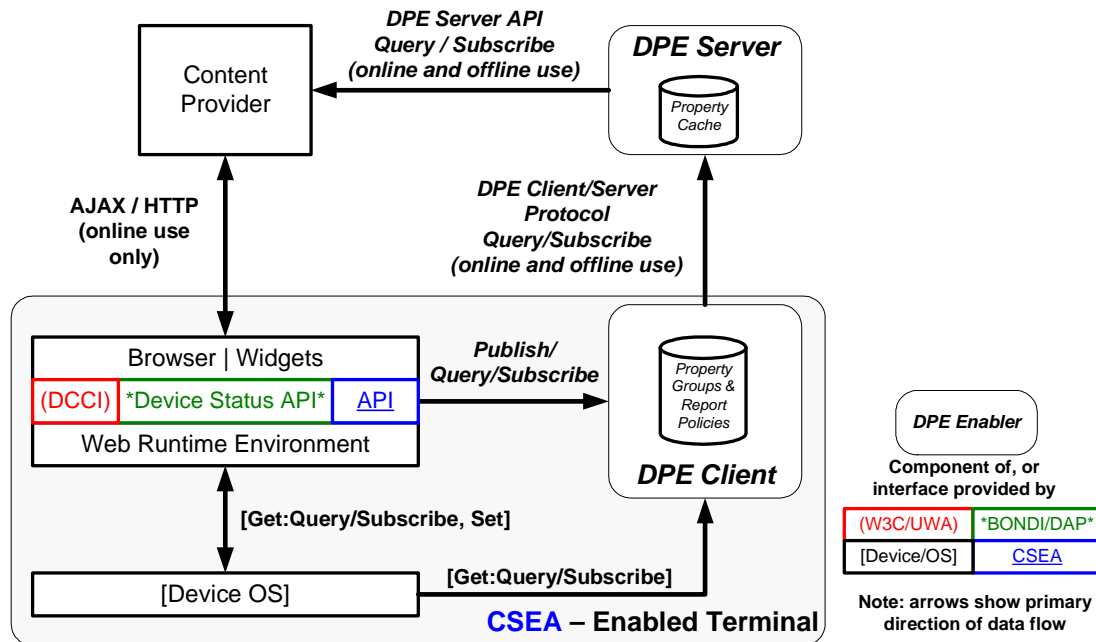 DPE Server API
Query / Subscribe
(online and offline use)
DPE Server
Property
Cache
Content
Provider
AJAX / HTTP
(online use
only)
DPE Client/Server
Protocol
Query/Subscribe
(online and offline use)
Browser | Widgets
(DCCI) *Device Status API* API
Web Runtime Environment
Publish/
Query/Subscribe
Property
Groups &
Report
Policies
DPE Client
[Get:Query/Subscribe, Set]
[Device OS]
[Get:Query/Subscribe]
CSEA – Enabled Terminal
DPE Enabler
Component of, or
interface provided by
(W3C/UWA) *BONDI/DAP*
[Device/OS] CSEA
Note: arrows show primary
direction of data flow